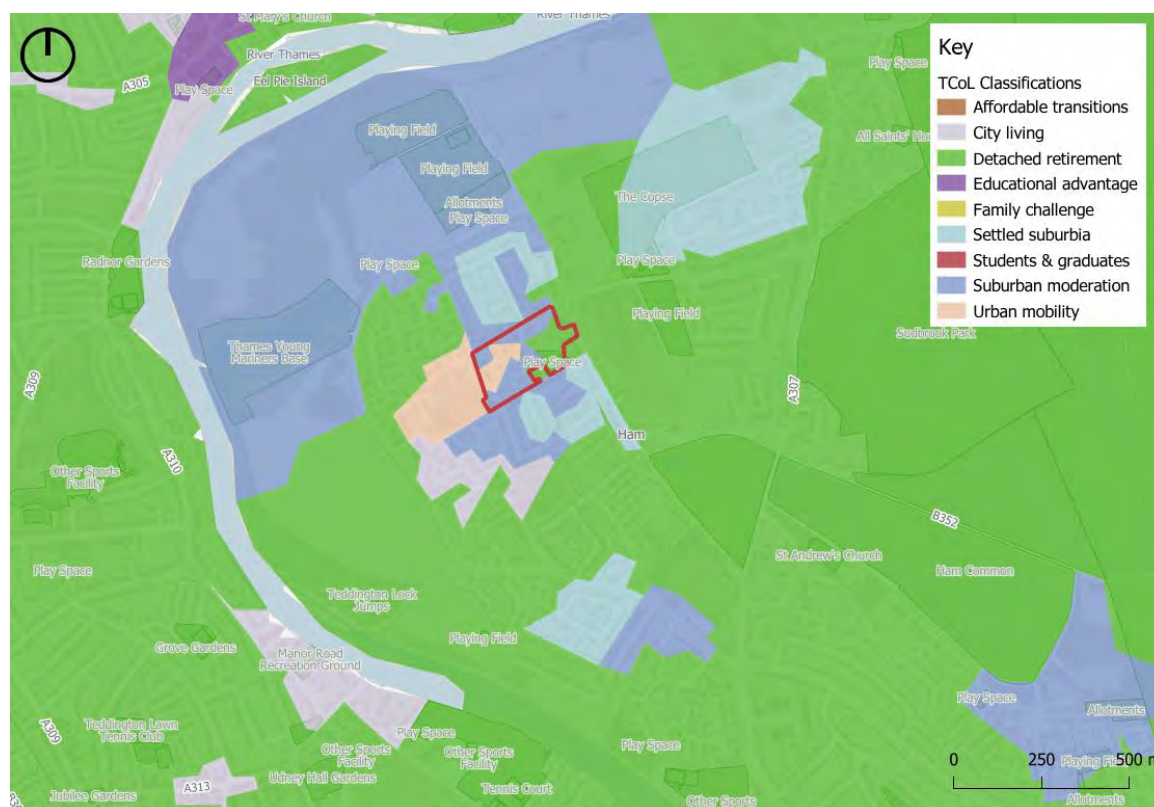 St Mary's Church
River Thames
River Thames
Eel Pie Island
A305
Play Space
Play Space
All Saints' Ho
Playing Field
Playing Field
Allotments
Play Space
The Copse
Radnor Gardens
Play Space
Play Space
Playing Field
Sudbrook Park
Thames Young
Mariners Base
Play Space
A309
A307
Ham
A310
Other Sports
Facility
B352
St Andrew's Church
Ham Common
Play Space
Teddington Lock
Jumps
Playing Field
Grove Gardens
Manor Road
Recreation Ground
Play Space
Allotments
A309
Teddington Lawn
Tennis Club
Play Space
Other Sports
Facility
Other Sports
Facility
Play Space
Udney Hall Gardens
Tennis Court
Playing Fi
A313
Jubilee Gardens
Other Sports
Allotments
Key
TCoL Classifications
Affordable transitions
City living
Detached retirement
Educational advantage
Family challenge
Settled suburbia
Students & graduates
Suburban moderation
Urban mobility
0 250 500 m